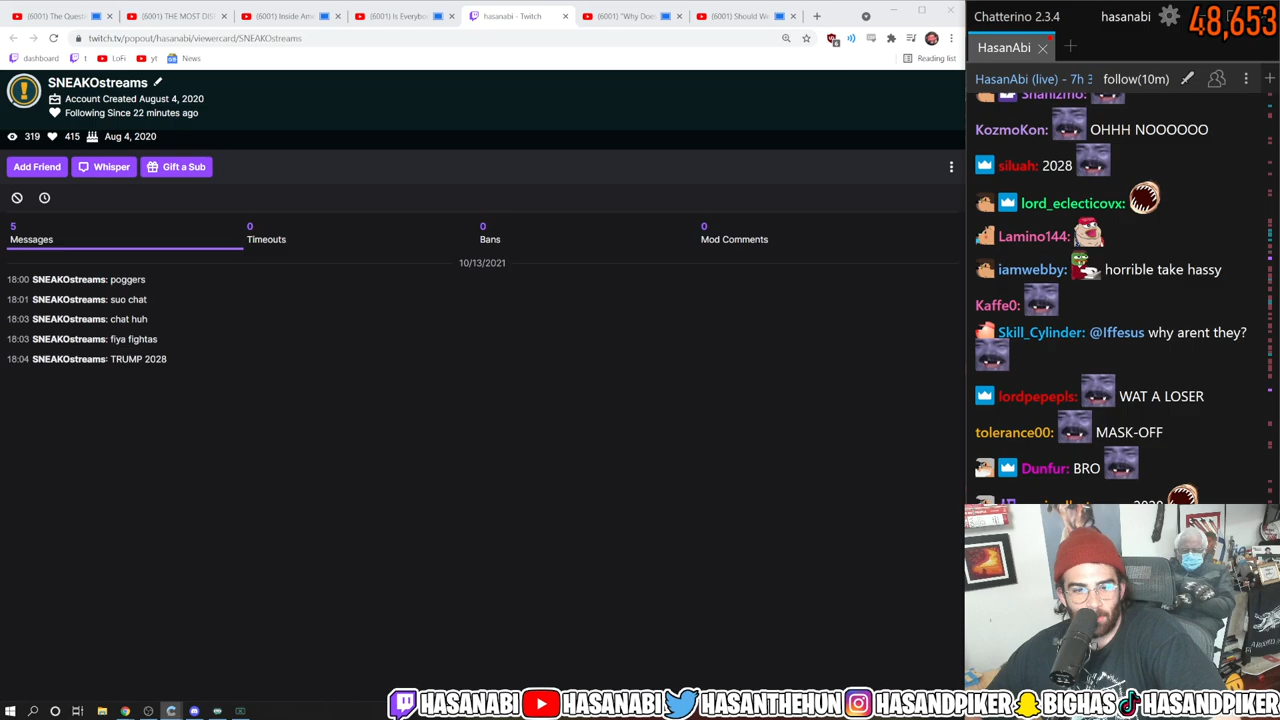 (6001) The Quest
(6001) THE MOST DIS
(6001) Inside Ame
(6001) Is Everybo
hasanabi - Twitch
(6001) "Why Does
(6001) Should We
Chatterino 2.3.4
hasanabi
48,653
twitch.tv/popout/hasanabi/viewercard/SNEAKOstreams
HasanAbi
dashboard
t
LoFi
yt
News
Reading list
SNEAKOstreams
Account Created August 4, 2020
Following Since 22 minutes ago
319
415
Aug 4, 2020
Add Friend
Whisper
Gift a Sub
5
Messages
0
Timeouts
0
Bans
0
Mod Comments
10/13/2021
18:00 SNEAKOstreams: poggers
18:01 SNEAKOstreams: suo chat
18:03 SNEAKOstreams: chat huh
18:03 SNEAKOstreams: fiya fightas
18:04 SNEAKOstreams: TRUMP 2028
HasanAbi (live) - 7h 3
follow(10m)
Shanizmo:
KozmoKon: OHHH NOOOOOO
siluah: 2028
lord_eclecticovx:
Lamino144:
iamwebby: horrible take hassy
Kaffe0:
Skill_Cylinder: @Iffesus why arent they?
lordpepepls: WAT A LOSER
tolerance00: MASK-OFF
Dunfur: BRO
2028
HASANABI
HASANABI
HASANTHEHUN
HASANDPIKER
BIGHAS
HASANDPIKER